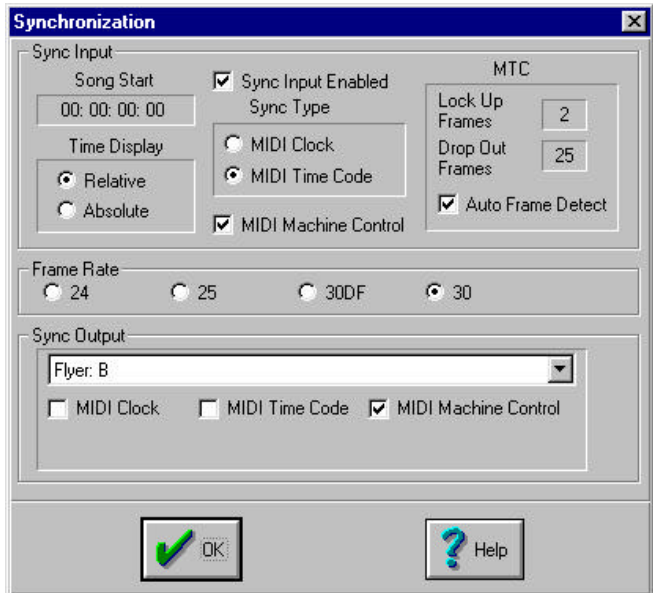 Synchronization
Sync Input
Song Start
00: 00: 00: 00
Time Display
Relative
Absolute
Sync Input Enabled
Sync Type
MIDI Clock
MIDI Time Code
MIDI Machine Control
MTC
Lock Up
Frames
2
Drop Out
Frames
25
Auto Frame Detect
Frame Rate
24 25 30DF 30
Sync Output
Flyer: B
MIDI Clock MIDI Time Code MIDI Machine Control
OK Help